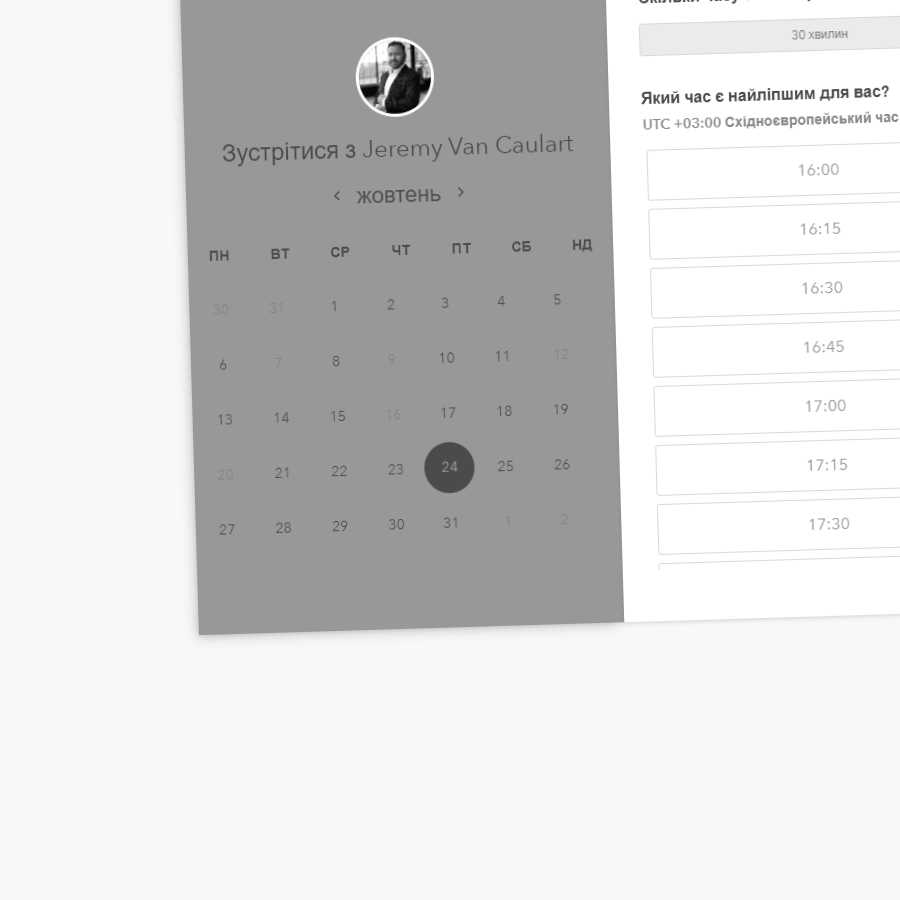 Зустрітися з Jeremy Van Caulart
< жовтень >
ПН ВТ СР ЧТ ПТ СБ НД
30 31 1 2 3 4 5
6 7 8 9 10 11 12
13 14 15 16 17 18 19
20 21 22 23 24 25 26
27 28 29 30 31 1 2
30 хвилин
Який час є найліпшим для вас?
UTC +03:00 Східноєвропейський час
16:00
16:15
16:30
16:45
17:00
17:15
17:30